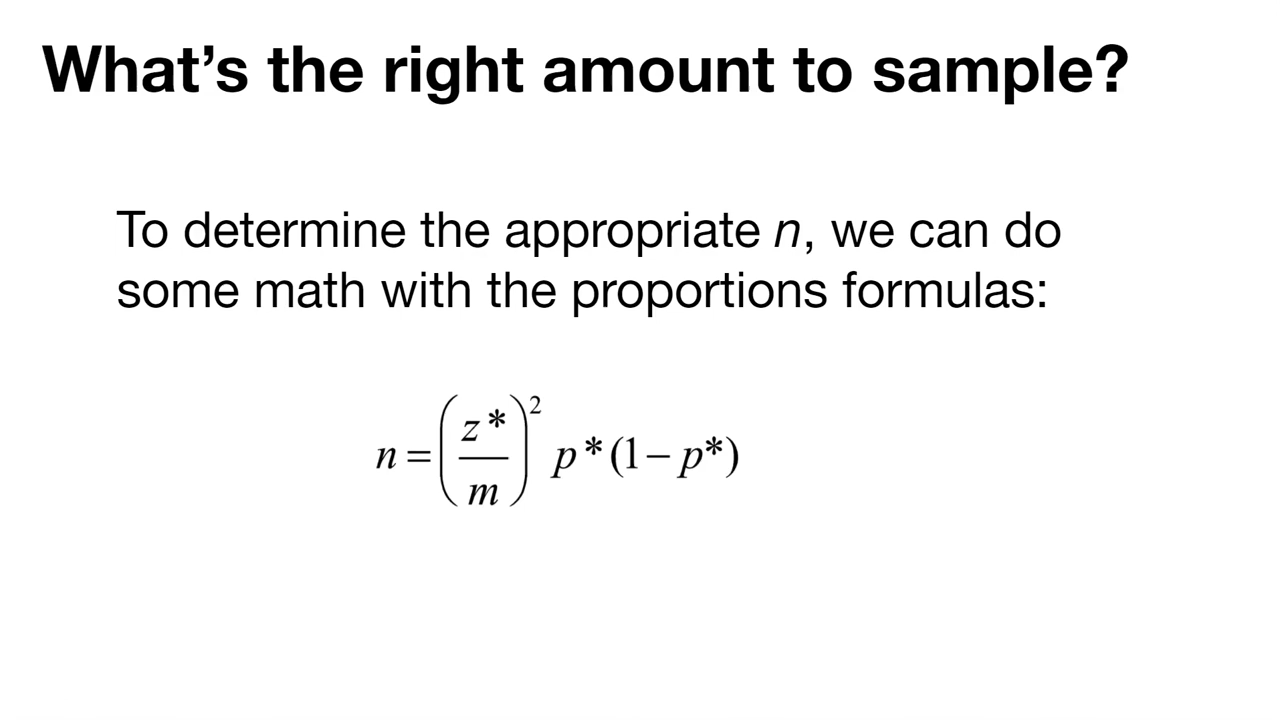 What’s the right amount to sample?
To determine the appropriate n, we can do
some math with the proportions formulas:
n = (z*/m)² p*(1 − p*)